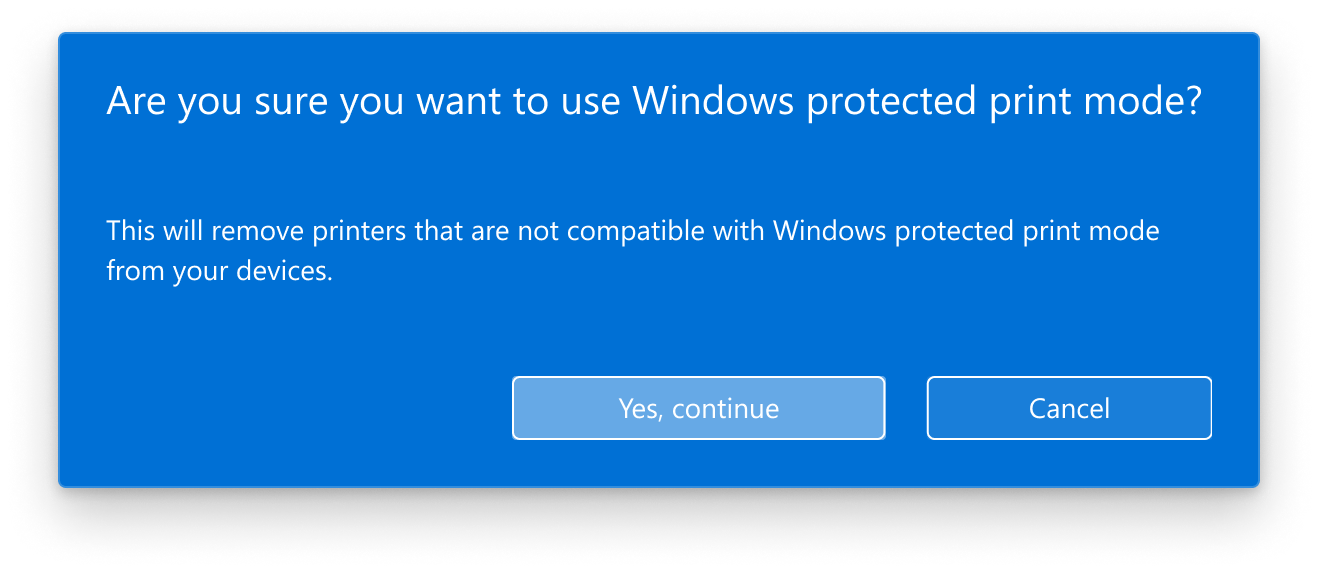 Are you sure you want to use Windows protected print mode?
This will remove printers that are not compatible with Windows protected print mode
from your devices.
Yes, continue
Cancel